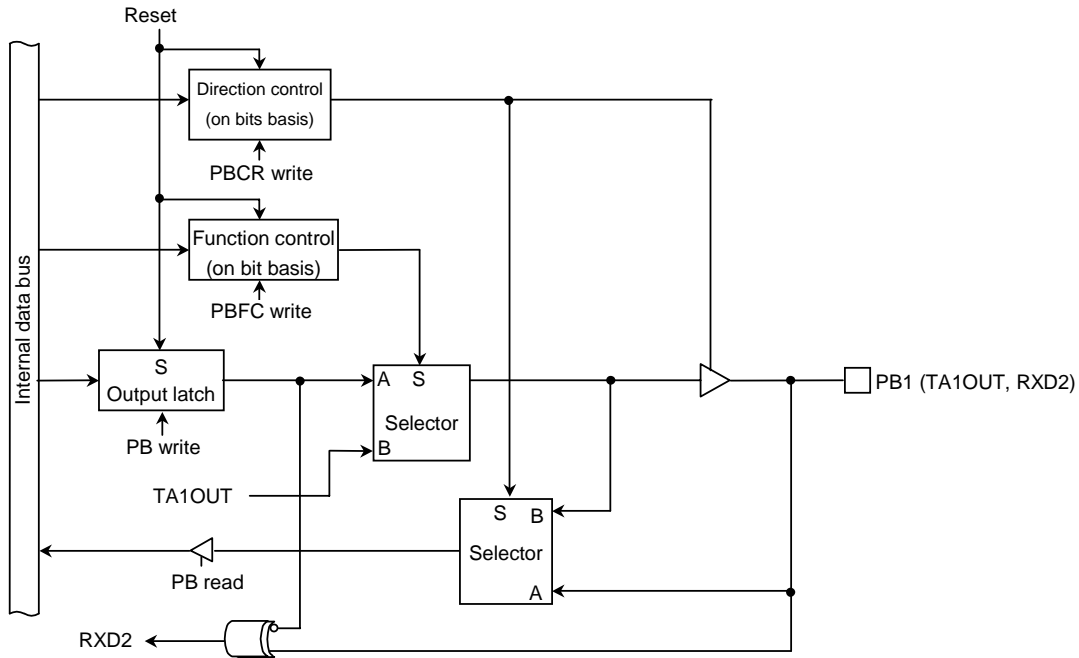 Reset
Internal data bus
Direction control
(on bits basis)
PBCR write
Function control
(on bit basis)
PBFC write
S
Output latch
PB write
A S
Selector
B
TA1OUT
PB1 (TA1OUT, RXD2)
S B
Selector
A
PB read
RXD2